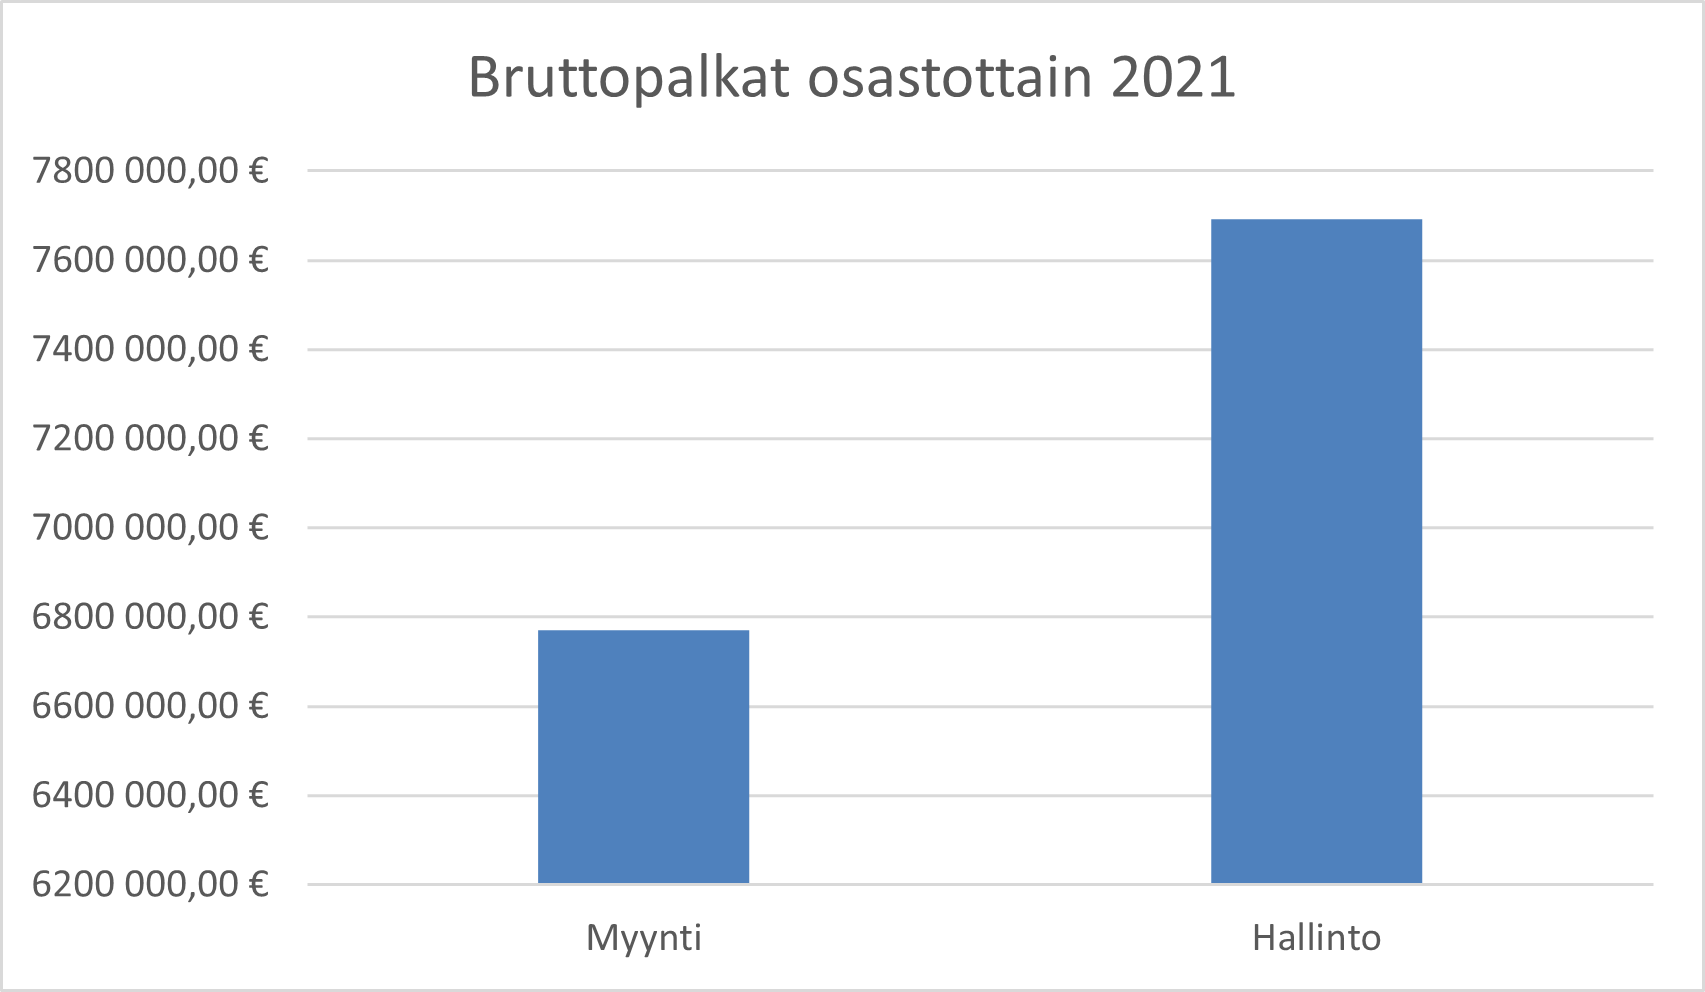 Bruttopalkat osastottain 2021
7800 000,00 €
7600 000,00 €
7400 000,00 €
7200 000,00 €
7000 000,00 €
6800 000,00 €
6600 000,00 €
6400 000,00 €
6200 000,00 €
Myynti
Hallinto